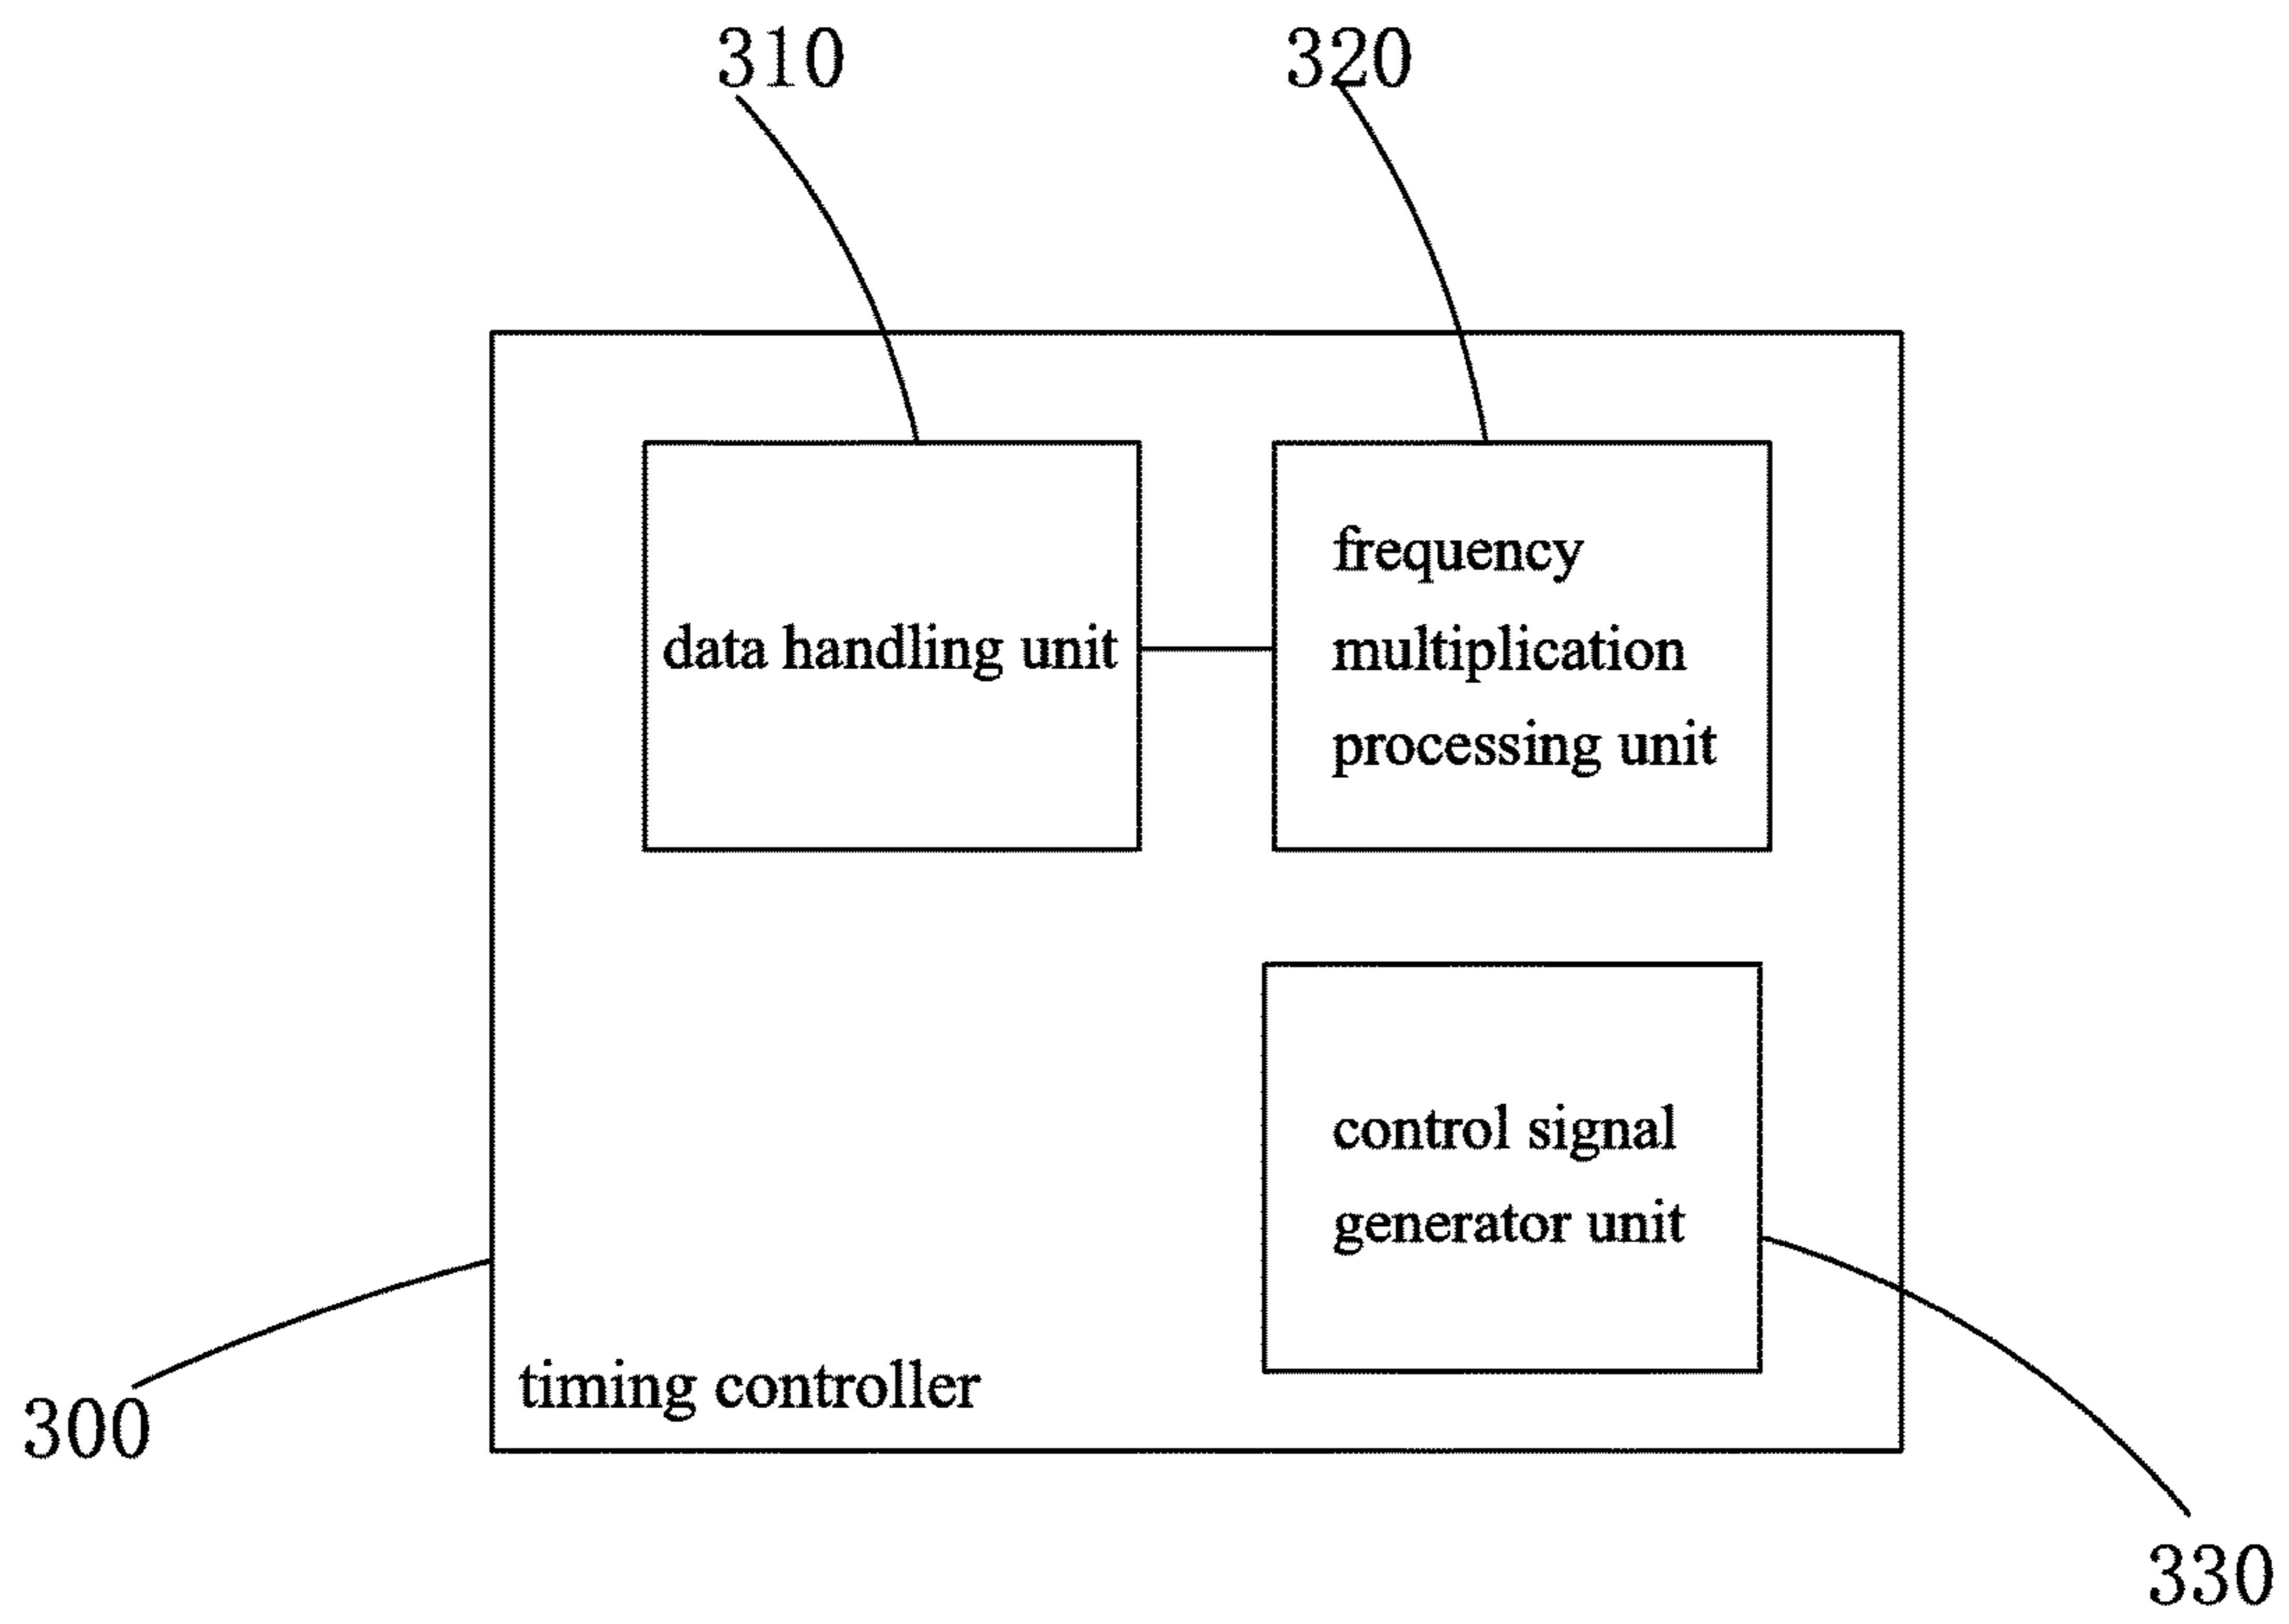 310
320
frequency
data handling unit
multiplication
processing unit
control signal
generator unit
timing controller
300
330